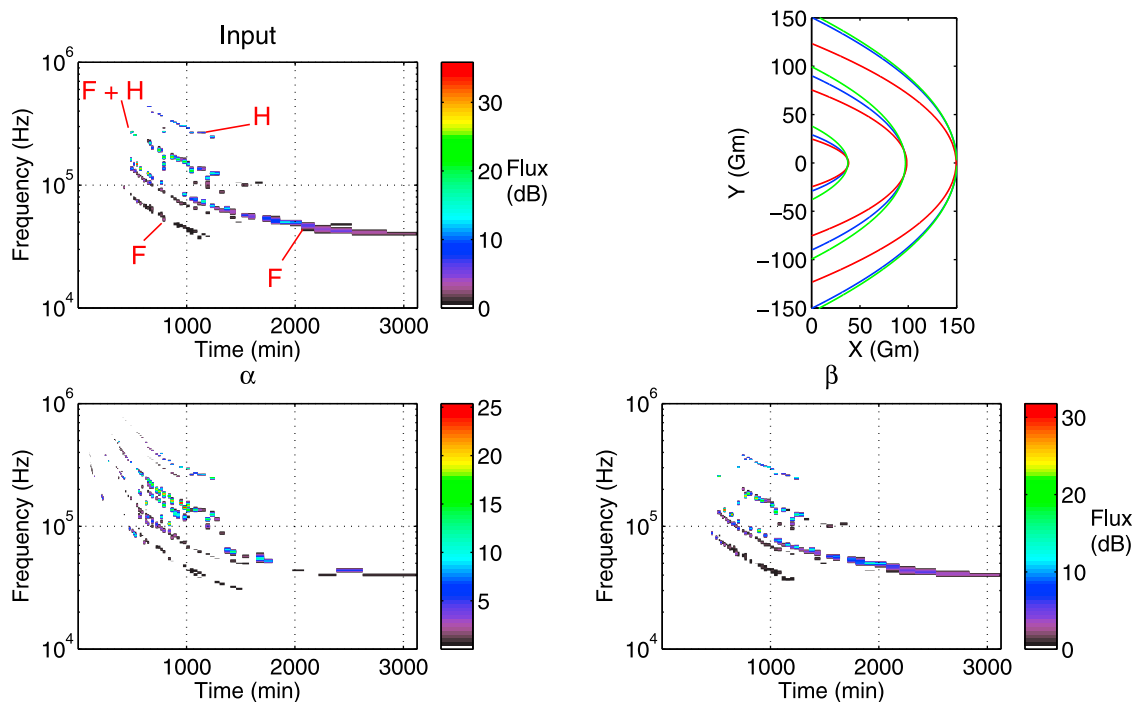 Input
10^6
10^5
10^4
Frequency (Hz)
F + H
H
F
F
1000 2000 3000
Time (min)
30
20
10
0
Flux
(dB)
150
100
50
0
−50
−100
−150
Y (Gm)
0 50 100 150
X (Gm)
α
10^6
10^5
10^4
Frequency (Hz)
1000 2000 3000
Time (min)
25
20
15
10
5
β
10^6
10^5
10^4
Frequency (Hz)
1000 2000 3000
Time (min)
30
20
10
0
Flux
(dB)